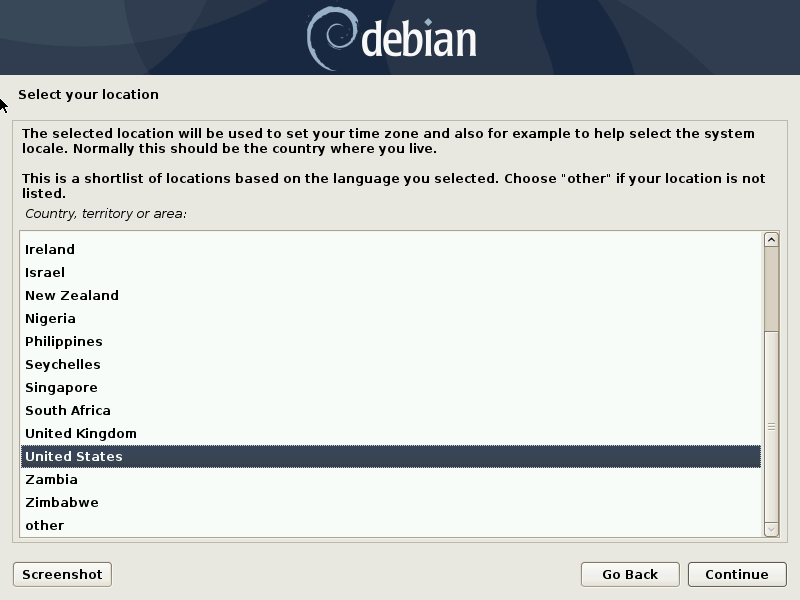 debian
Select your location
The selected location will be used to set your time zone and also for example to help select the system
locale. Normally this should be the country where you live.
This is a shortlist of locations based on the language you selected. Choose "other" if your location is not
listed.
Country, territory or area:
Ireland
Israel
New Zealand
Nigeria
Philippines
Seychelles
Singapore
South Africa
United Kingdom
United States
Zambia
Zimbabwe
other
Screenshot
Go Back
Continue